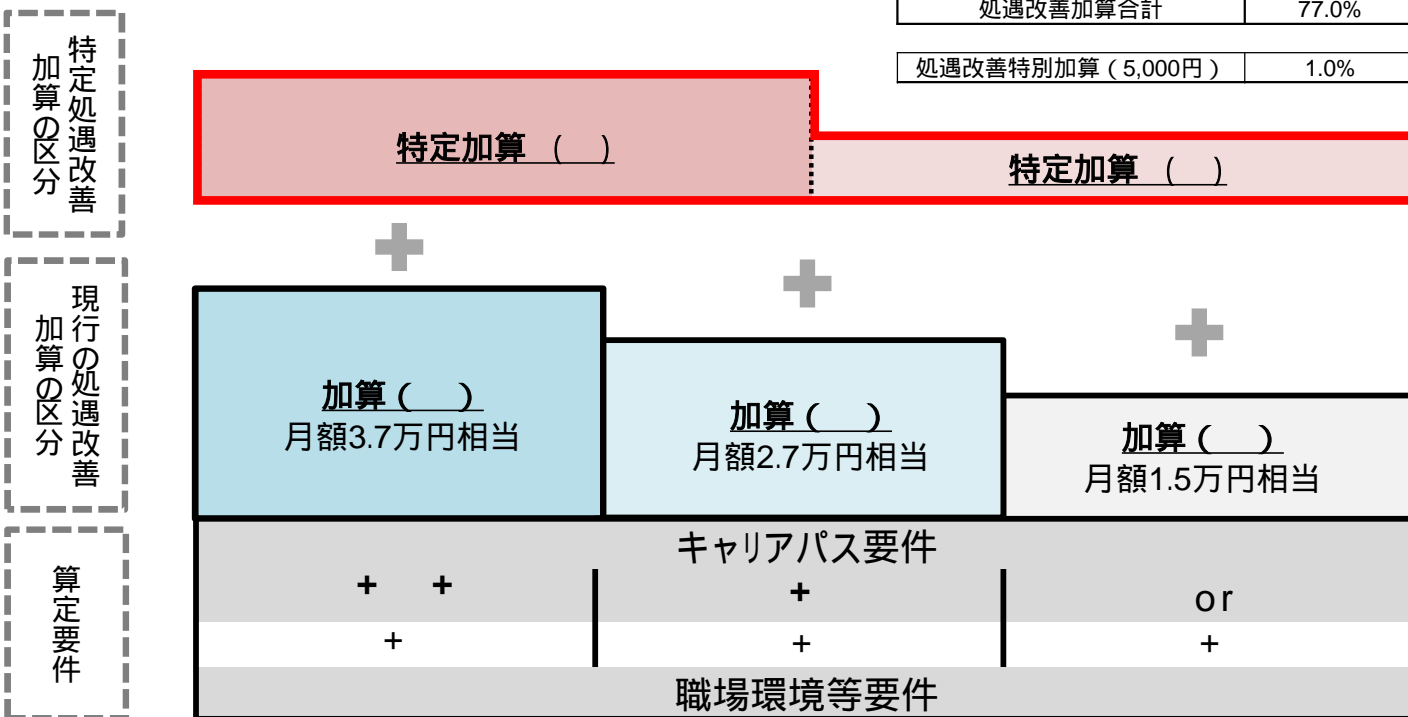 処遇改善加算合計 77.0%
処遇改善特別加算（5,000円） 1.0%
特定処遇改善
加算の区分
特定加算 （　）
特定加算 （　）
現行の処遇改善
加算の区分
加算（　）
月額3.7万円相当
加算（　）
月額2.7万円相当
加算（　）
月額1.5万円相当
算定要件
キャリアパス要件
+ +
+
or
+
+
+
職場環境等要件